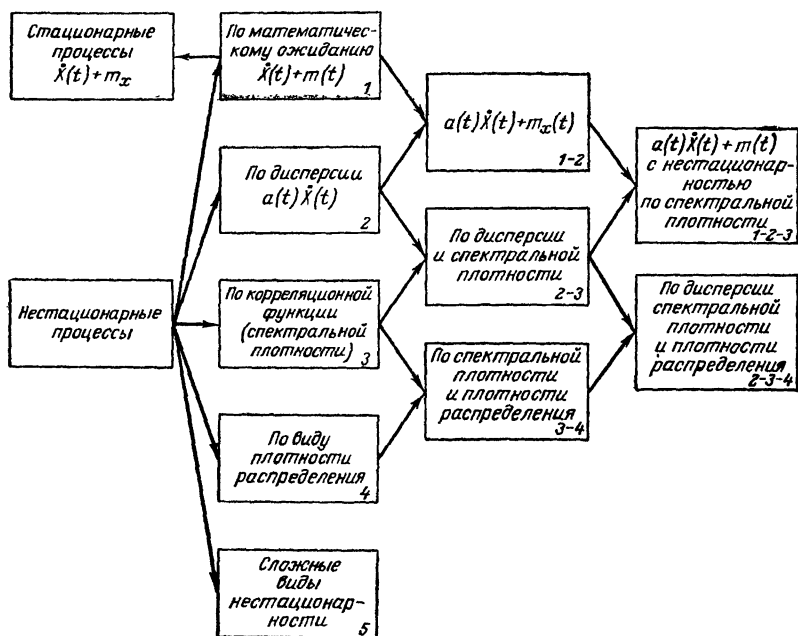 Стационарные
процессы
Ẋ(t)+mₓ
По математичес-
кому ожиданию
Ẋ(t)+m(t)
1
По дисперсии
a(t)Ẋ(t)
2
Нестационарные
процессы
По корреляционной
функции
(спектральной
плотности)
3
По виду
плотности
распределения
4
Сложные
виды
нестационар-
ности
5
a(t)Ẋ(t)+mₓ(t)
1-2
По дисперсии
и спектральной
плотности
2-3
По спектральной
плотности
и плотности
распределения
3-4
a(t)Ẋ(t)+m(t)
с нестационар-
ностью
по спектральной
плотности
1-2-3
По дисперсии
спектральной
плотности
и плотности
распределения
2-3-4